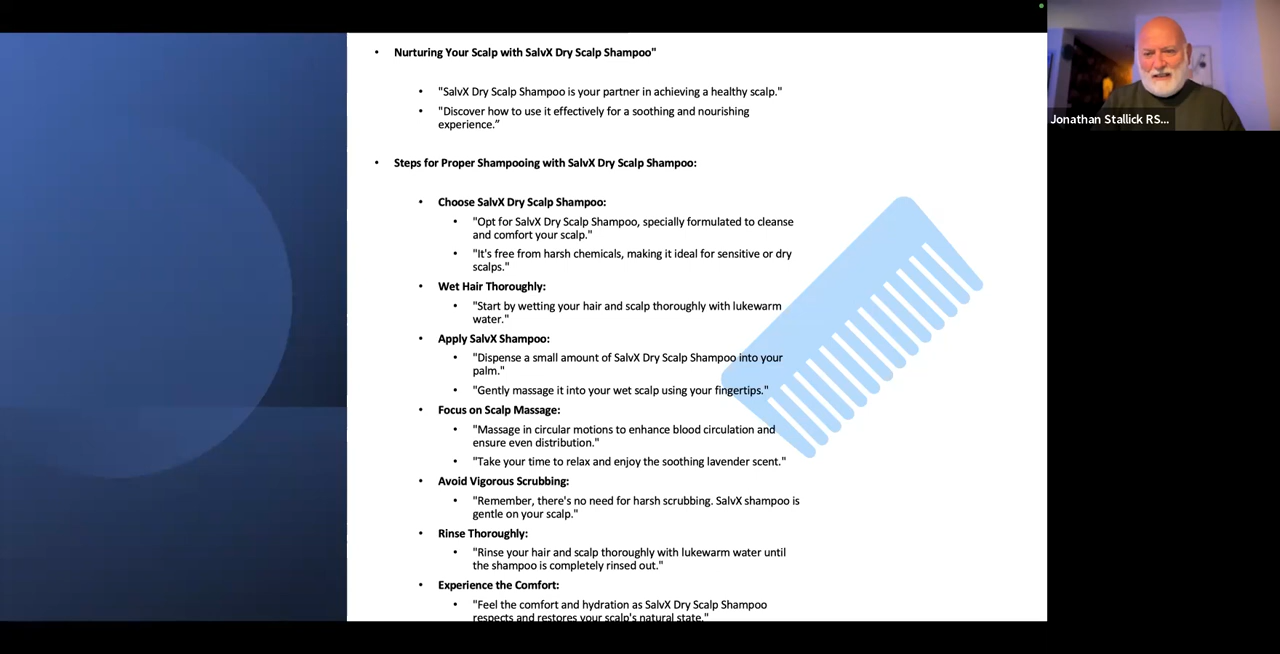 Nurturing Your Scalp with SalvX Dry Scalp Shampoo"
"SalvX Dry Scalp Shampoo is your partner in achieving a healthy scalp."
"Discover how to use it effectively for a soothing and nourishing
experience.”
Steps for Proper Shampooing with SalvX Dry Scalp Shampoo:
Choose SalvX Dry Scalp Shampoo:
"Opt for SalvX Dry Scalp Shampoo, specially formulated to cleanse
and comfort your scalp."
"It's free from harsh chemicals, making it ideal for sensitive or dry
scalps."
Wet Hair Thoroughly:
"Start by wetting your hair and scalp thoroughly with lukewarm
water."
Apply SalvX Shampoo:
"Dispense a small amount of SalvX Dry Scalp Shampoo into your
palm."
"Gently massage it into your wet scalp using your fingertips."
Focus on Scalp Massage:
"Massage in circular motions to enhance blood circulation and
ensure even distribution."
"Take your time to relax and enjoy the soothing lavender scent."
Avoid Vigorous Scrubbing:
"Remember, there's no need for harsh scrubbing. SalvX shampoo is
gentle on your scalp."
Rinse Thoroughly:
"Rinse your hair and scalp thoroughly with lukewarm water until
the shampoo is completely rinsed out."
Experience the Comfort:
"Feel the comfort and hydration as SalvX Dry Scalp Shampoo
respects and restores your scalp's natural state."
Jonathan Stallick RS...